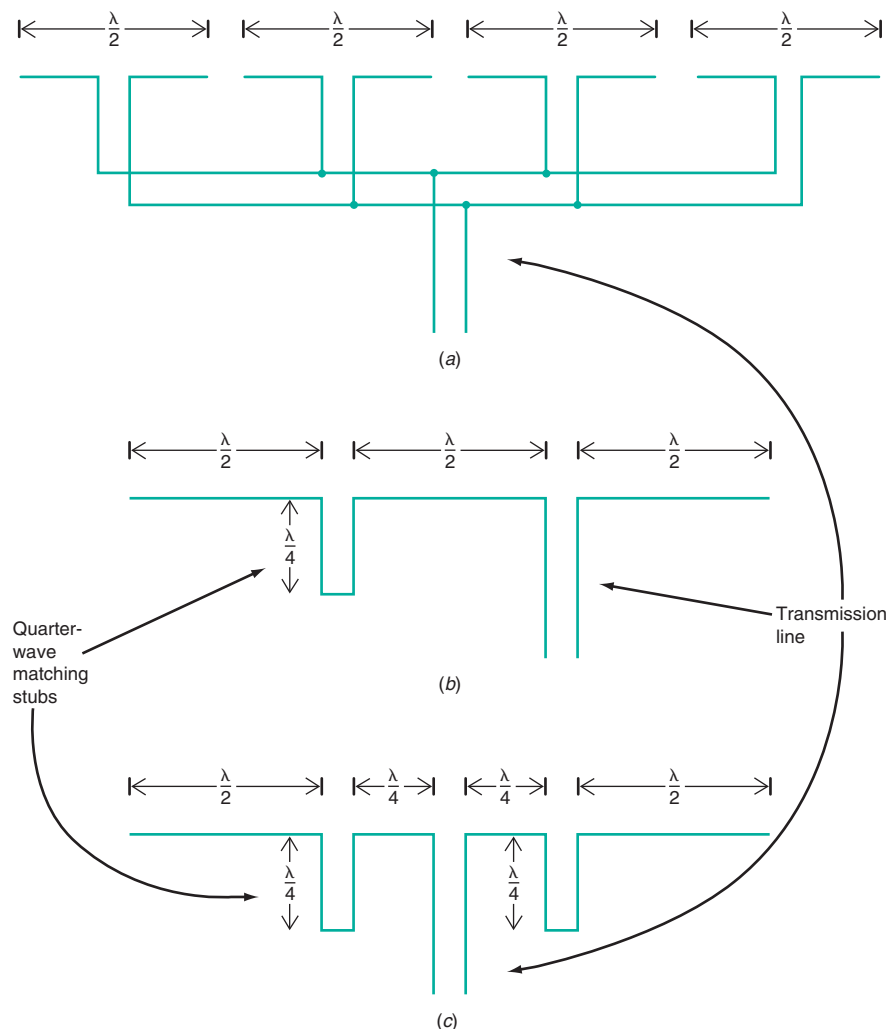 λ/2 λ/2 λ/2 λ/2
(a)
λ/2 λ/2 λ/2
λ/4
Quarter-
wave
matching
stubs
Transmission
line
(b)
λ/2 λ/4 λ/4 λ/2
λ/4 λ/4
(c)